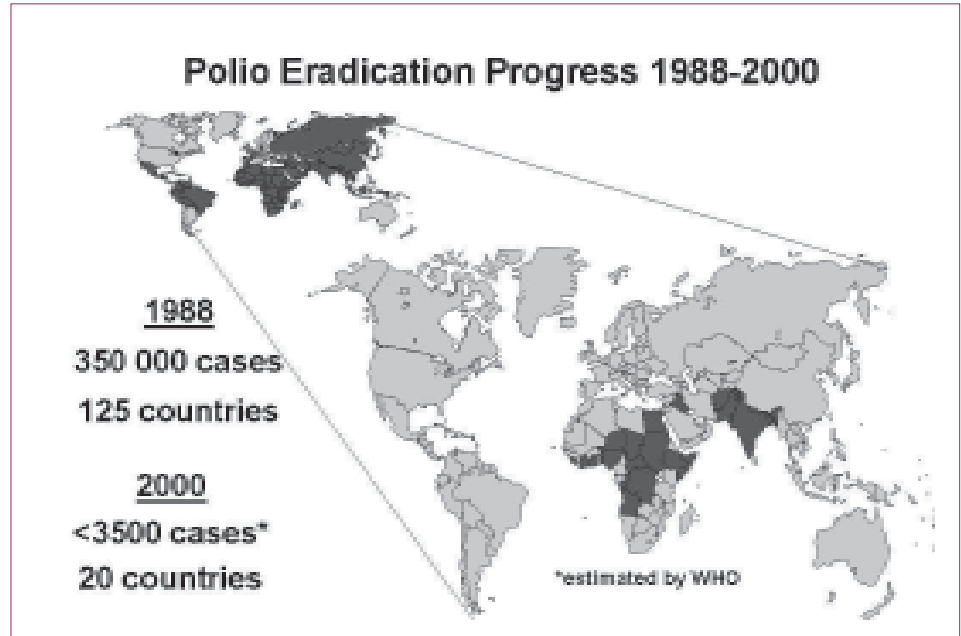 Polio Eradication Progress 1988-2000
1988
350 000 cases
125 countries
2000
<3500 cases*
20 countries
*estimated by WHO